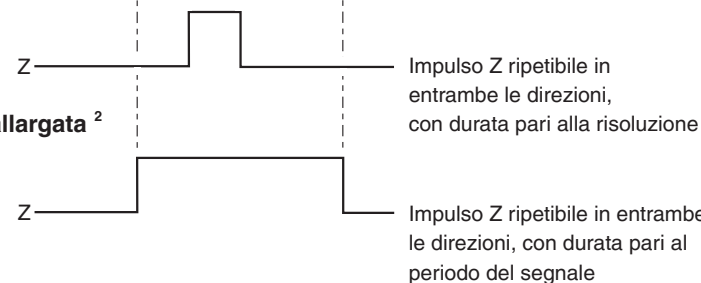 Z
Impulso Z ripetibile in
entrambe le direzioni,
con durata pari alla risoluzione
allargata ²
Z
Impulso Z ripetibile in entrambe
le direzioni, con durata pari al
periodo del segnale